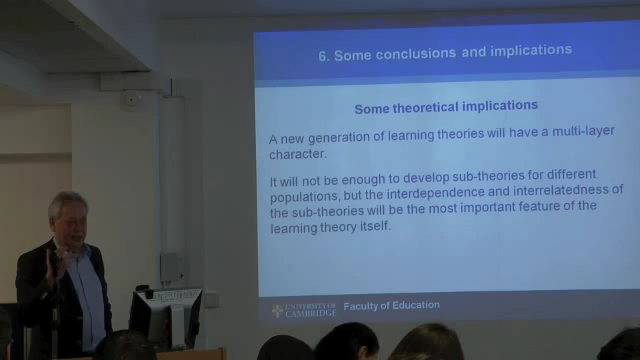 6. Some conclusions and implications
Some theoretical implications
A new generation of learning theories will have a multi-layer
character.
It will not be enough to develop sub-theories for different
populations, but the interdependence and interrelatedness of
the sub-theories will be the most important feature of the
learning theory itself.
UNIVERSITY OF
CAMBRIDGE
Faculty of Education